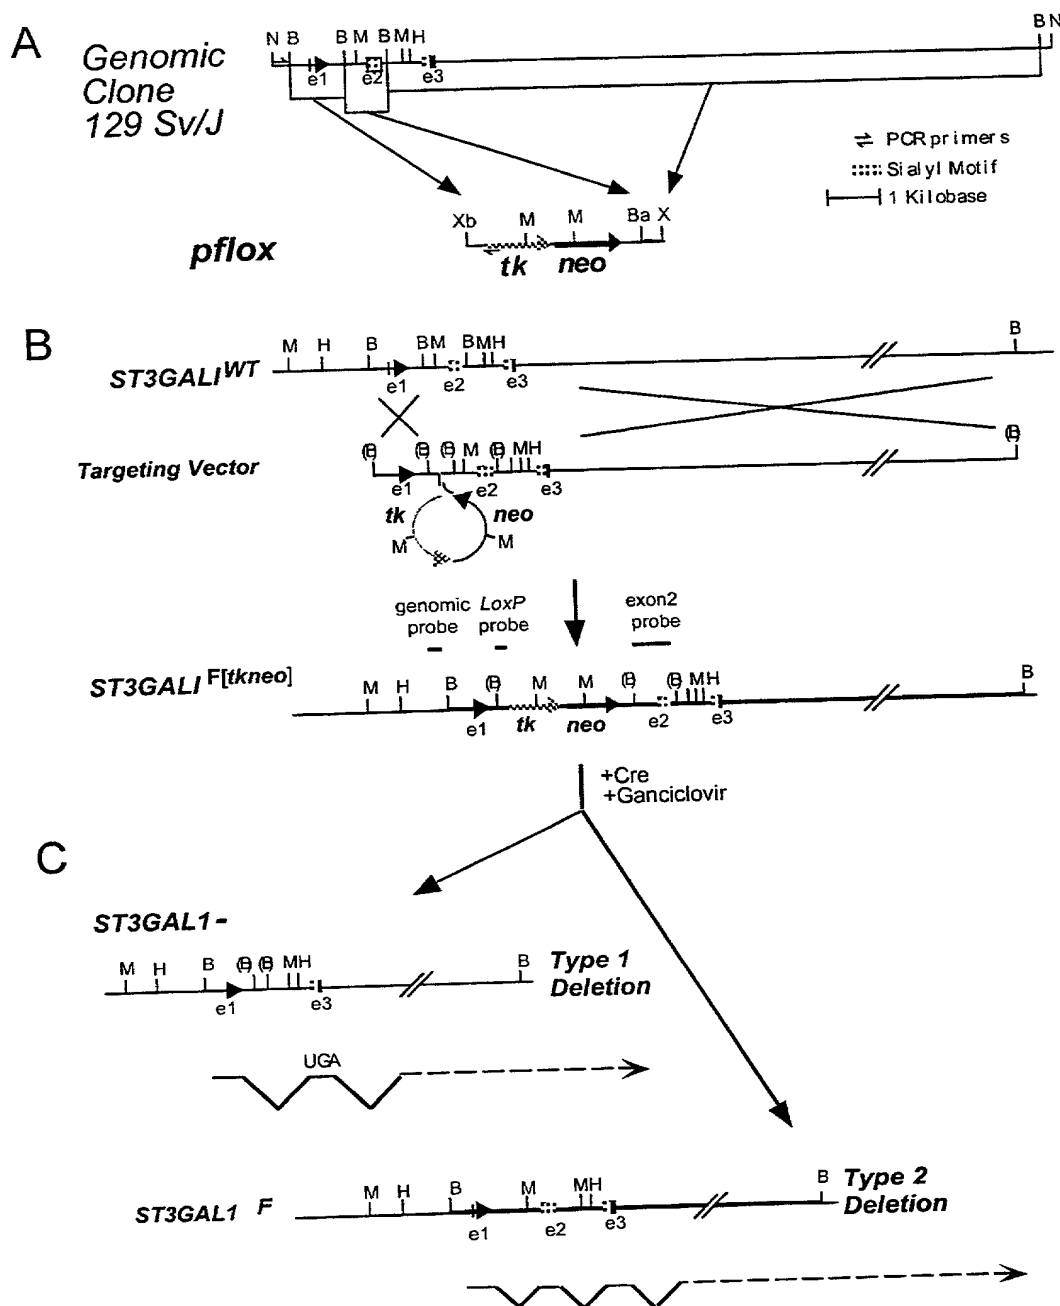 A
Genomic
Clone
129 Sv/J
N B B M B M H B N
e1 e2 e3
PCR primers
Sialyl Motif
1 Kilobase
Xb M M Ba X
pflox
tk neo
B
M H B B M B M H B
ST3GALI WT
e1 e2 e3
(B) (B) (B) M (B) M H (B)
Targeting Vector
e1 e2 e3
tk neo
M M
genomic probe
LoxP probe
exon2 probe
ST3GALI F[tkneo]
M H B (B) M M (B) (B) M H B
e1 tk neo e2 e3
+Cre
+Ganciclovir
C
ST3GAL1-
M H B (B) (B) M H B
e1 e3
Type 1
Deletion
UGA
M H B M M H B
ST3GAL1 F
e1 e2 e3
Type 2
Deletion